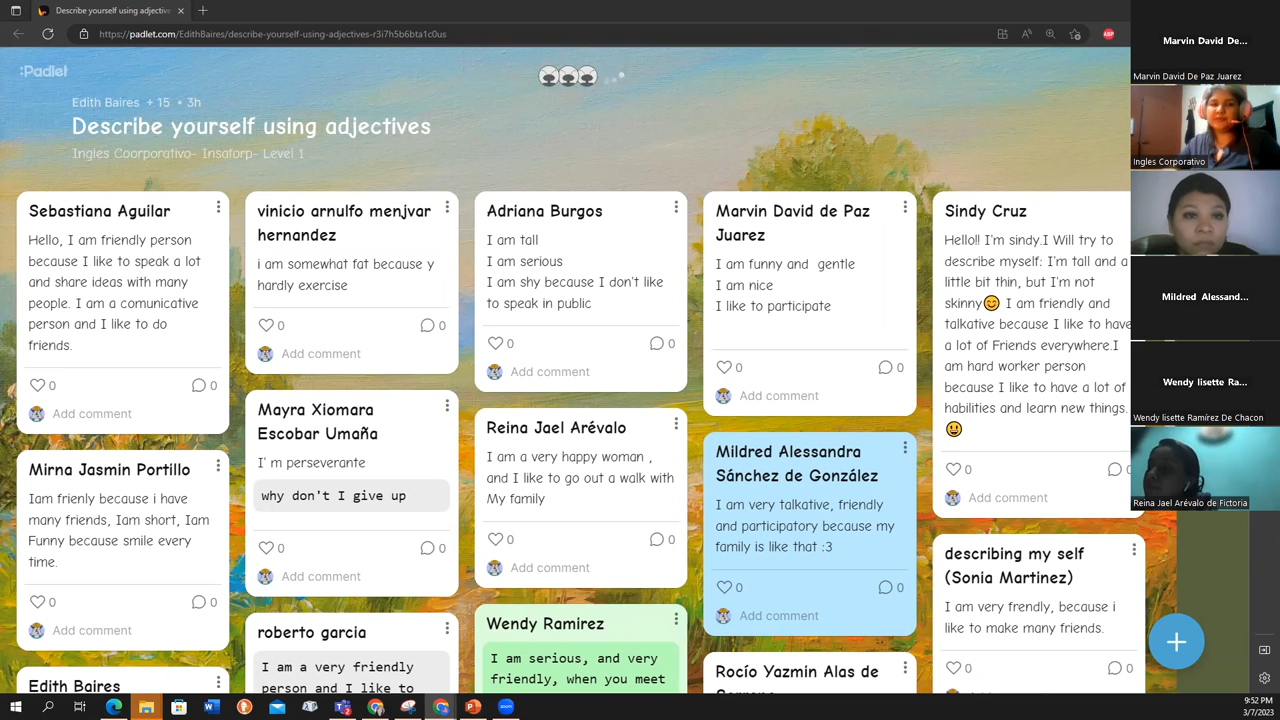 Describe yourself using adjective
https://padlet.com/EdithBaires/describe-yourself-using-adjectives-r3i7h5b6bta1c0us
ABP
:Padlet
Edith Baires + 15 • 3h
Describe yourself using adjectives
Ingles Coorporativo- Insaforp- Level 1
Sebastiana Aguilar
Hello, I am friendly person
because I like to speak a lot
and share ideas with many
people. I am a comunicative
person and I like to do
friends.
0 0
Add comment
Mirna Jasmin Portillo
Iam frienly because i have
many friends, Iam short, Iam
Funny because smile every
time.
0 0
Add comment
Edith Baires
vinicio arnulfo menjvar
hernandez
i am somewhat fat because y
hardly exercise
0 0
Add comment
Mayra Xiomara
Escobar Umaña
I' m perseverante
why don't I give up
0 0
Add comment
roberto garcia
I am a very friendly
person and I like to
Adriana Burgos
I am tall
I am serious
I am shy because I don't like
to speak in public
0 0
Add comment
Reina Jael Arévalo
I am a very happy woman ,
and I like to go out a walk with
My family
0 0
Add comment
Wendy Ramirez
I am serious, and very
friendly, when you meet
Marvin David de Paz
Juarez
I am funny and gentle
I am nice
I like to participate
0 0
Add comment
Mildred Alessandra
Sánchez de González
I am very talkative, friendly
and participatory because my
family is like that :3
0 0
Add comment
Rocío Yazmin Alas de
Sindy Cruz
Hello!! I'm sindy.I Will try to
describe myself: I'm tall and a
little bit thin, but I'm not
skinny😊 I am friendly and
talkative because I like to have
a lot of Friends everywhere.I
am hard worker person
because I like to have a lot of
habilities and learn new things.
😀
0 0
Add comment
describing my self
(Sonia Martinez)
I am very frendly, because i
like to make many friends.
0 0
Marvin David De...
Marvin David De Paz Juarez
Ingles Corporativo
Mildred Alessand...
Wendy lisette Ra...
Wendy lisette Ramírez De Chacon
Reina Jael Arévalo de Fictoria
9:52 PM
3/7/2023